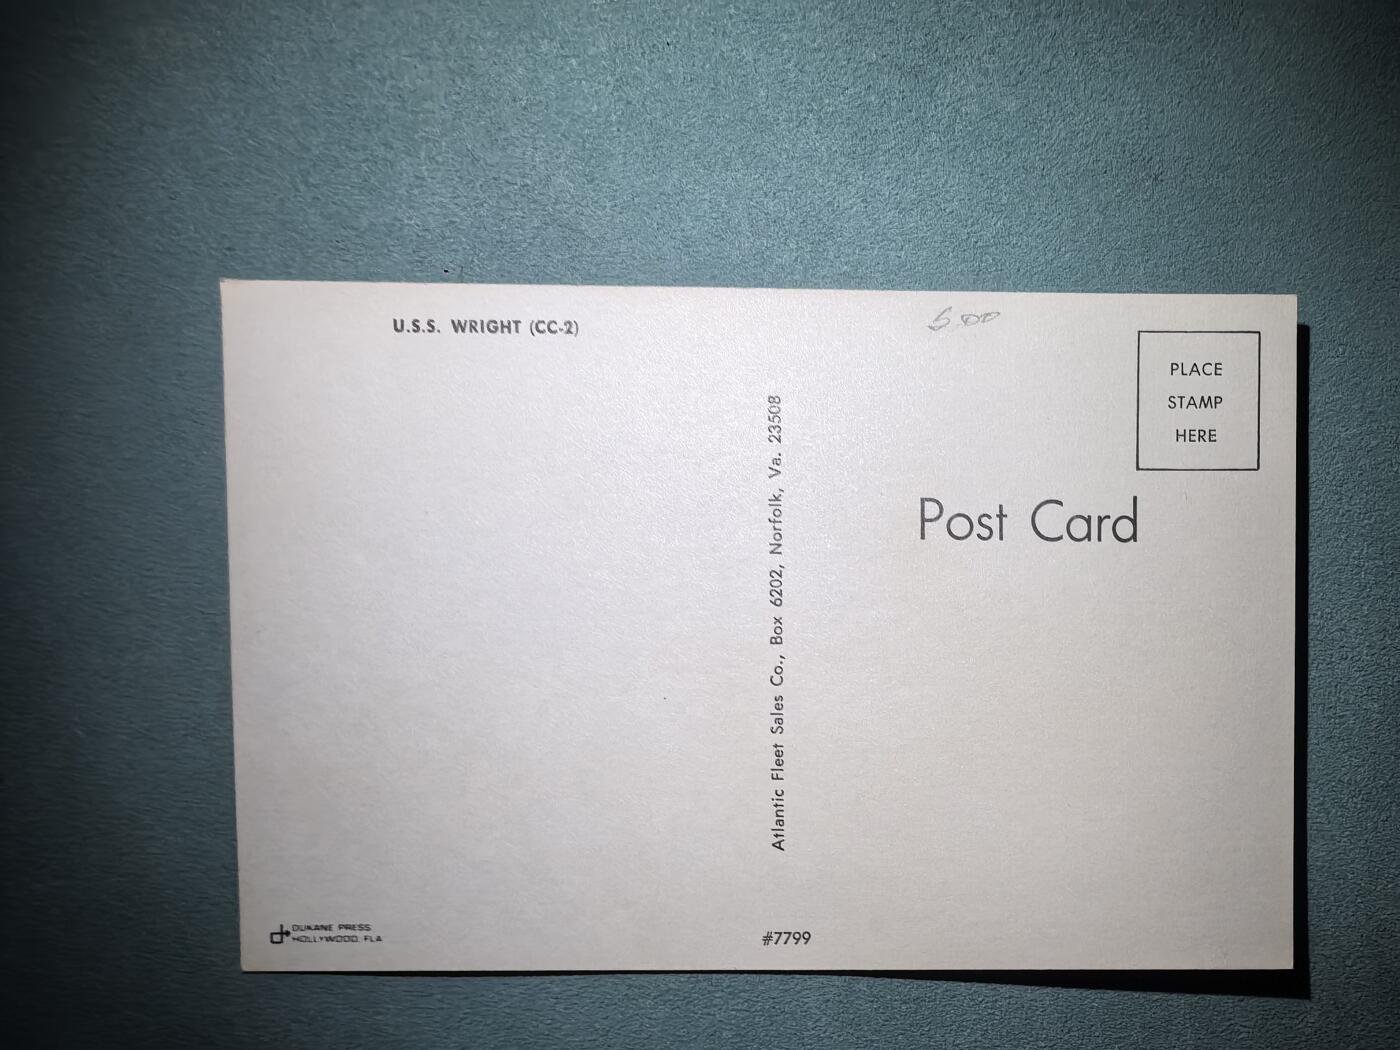 U.S.S. WRIGHT (CC-2)
5.00
PLACE
STAMP
HERE
Post Card
Atlantic Fleet Sales Co., Box 6202, Norfolk, Va. 23508
DUKANE PRESS
HOLLYWOOD, FLA
#7799